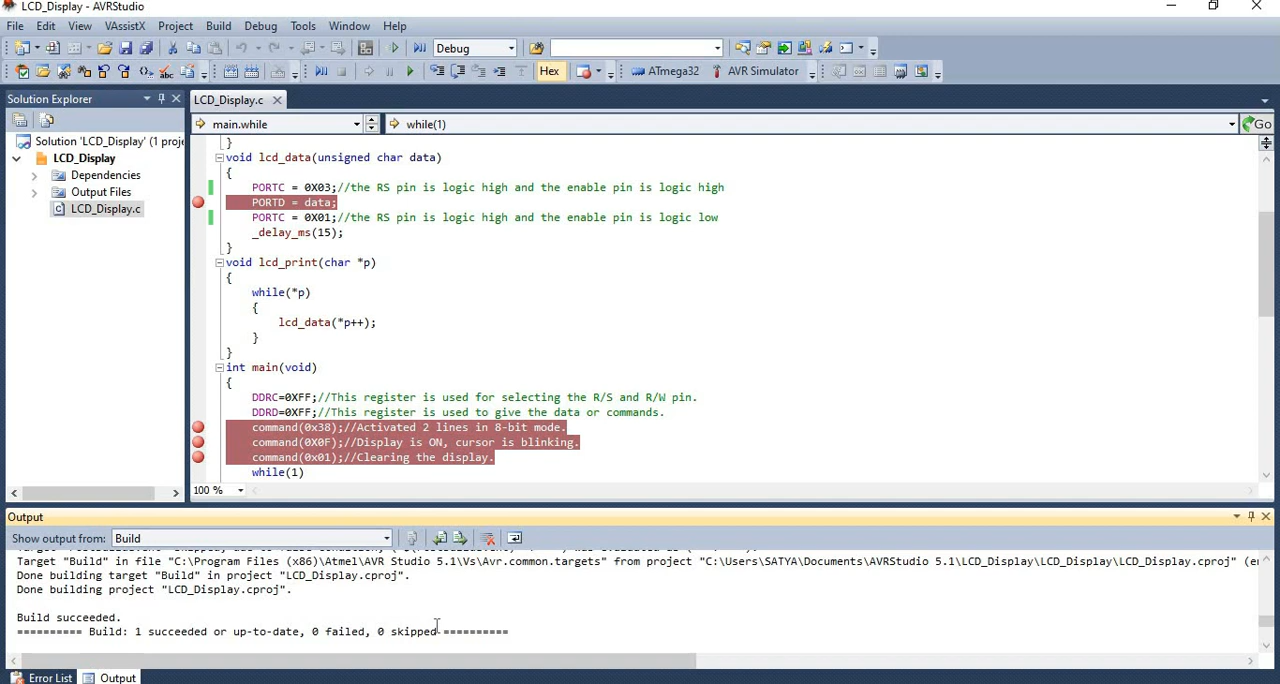 LCD_Display - AVRStudio
File Edit View VAssistX Project Build Debug Tools Window Help
Debug
Hex ATmega32 AVR Simulator
Solution Explorer
LCD_Display.c
main.while while(1) Go
Solution 'LCD_Display' (1 proje
LCD_Display
Dependencies
Output Files
LCD_Display.c
}
void lcd_data(unsigned char data)
{
PORTC = 0X03;//the RS pin is logic high and the enable pin is logic high
PORTD = data;
PORTC = 0X01;//the RS pin is logic high and the enable pin is logic low
_delay_ms(15);
}
void lcd_print(char *p)
{
while(*p)
{
lcd_data(*p++);
}
}
int main(void)
{
DDRC=0XFF;//This register is used for selecting the R/S and R/W pin.
DDRD=0XFF;//This register is used to give the data or commands.
command(0x38);//Activated 2 lines in 8-bit mode.
command(0X0F);//Display is ON, cursor is blinking.
command(0x01);//Clearing the display.
while(1)
100 %
Output
Show output from: Build
Target "Build" in file "C:\Program Files (x86)\Atmel\AVR Studio 5.1\Vs\Avr.common.targets" from project "C:\Users\SATYA\Documents\AVRStudio 5.1\LCD_Display\LCD_Display\LCD_Display.cproj" (en
Done building target "Build" in project "LCD_Display.cproj".
Done building project "LCD_Display.cproj".
Build succeeded.
========== Build: 1 succeeded or up-to-date, 0 failed, 0 skipped ==========
Error List Output